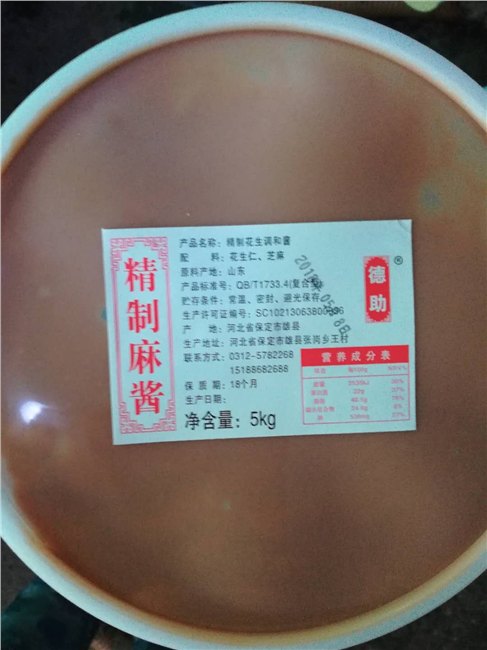 精制麻酱
产品名称：精制花生调和酱
配　　料：花生仁、芝麻
原料产地：山东
产品标准号：QB/T1733.4(复合型)
贮存条件：常温、密封、避光保存
生产许可证编号：
产　　地：河北省保定市雄县
生产地址：河北省保定市雄县张岗乡王村
联系方式：0312-5782268
15188682688
保 质 期：18个月
生产日期：
净含量：5kg
德助
®
营养成分表